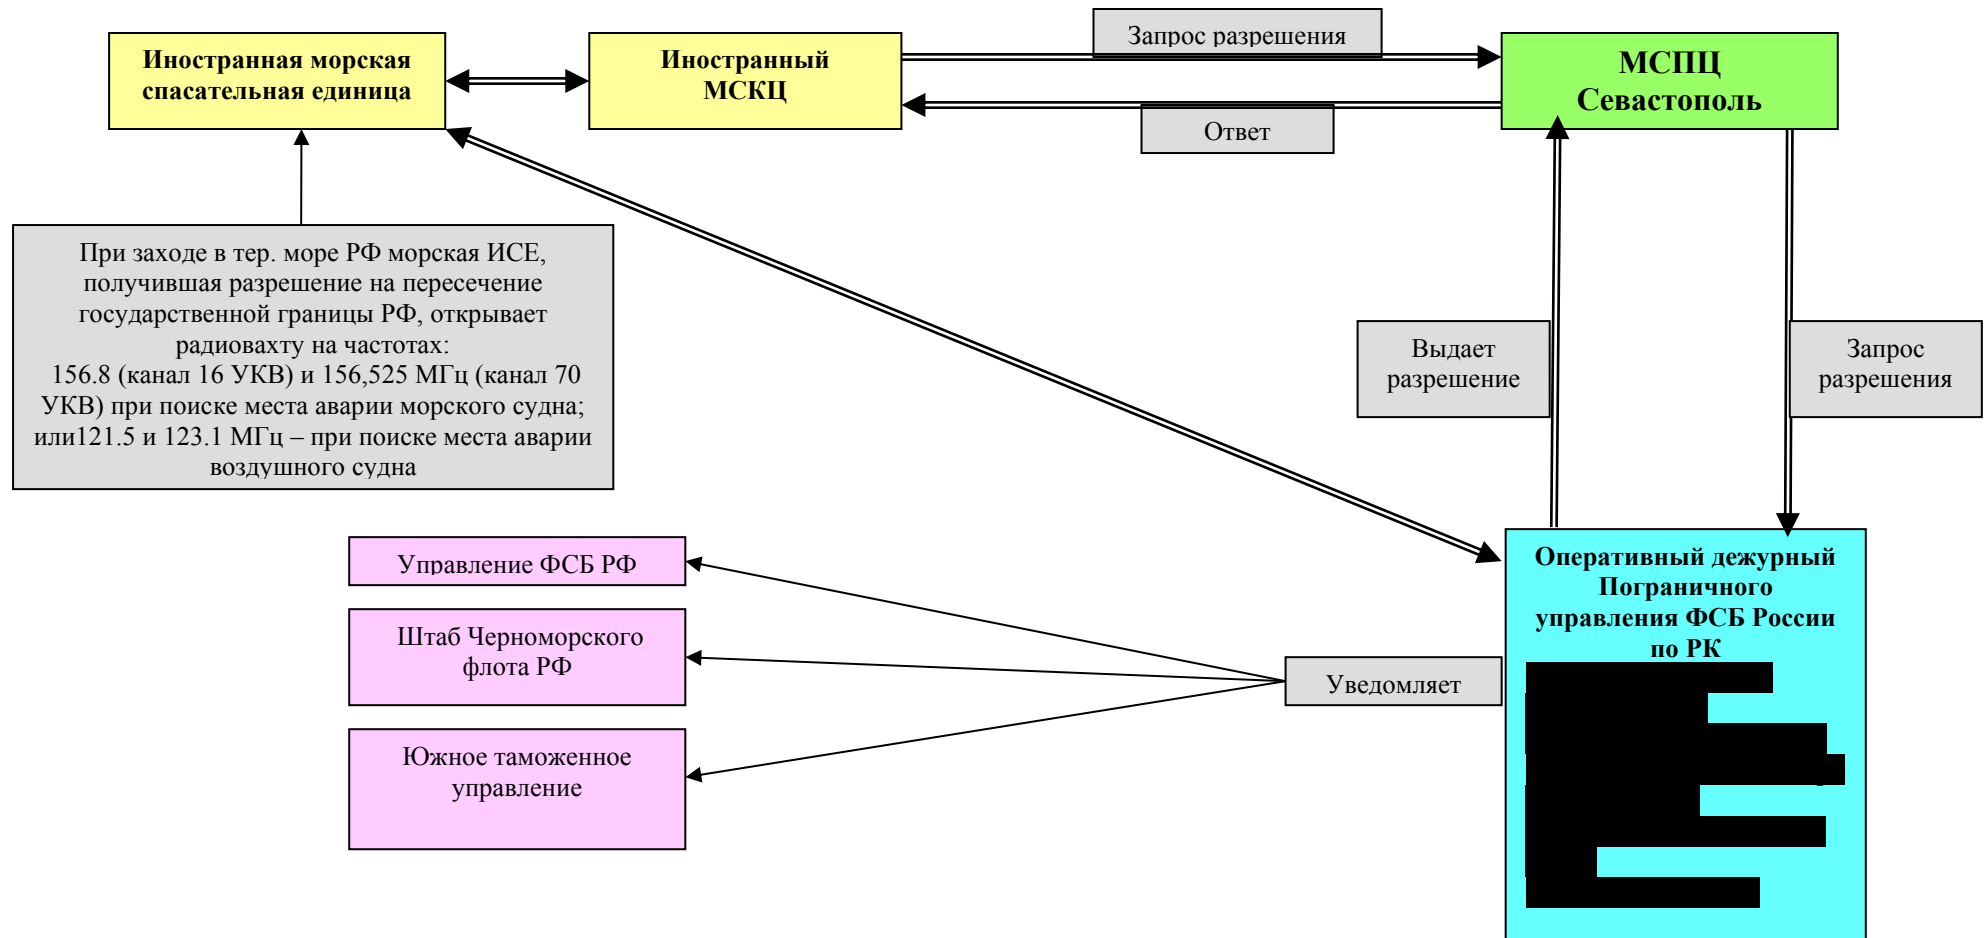 Иностранная морская
спасательная единица
Иностранный
МСКЦ
Запрос разрешения
Ответ
МСПЦ
Севастополь
При заходе в тер. море РФ морская ИСЕ,
получившая разрешение на пересечение
государственной границы РФ, открывает
радиовахту на частотах:
156.8 (канал 16 УКВ) и 156,525 МГц (канал 70
УКВ) при поиске места аварии морского судна;
или121.5 и 123.1 МГц – при поиске места аварии
воздушного судна
Выдает
разрешение
Запрос
разрешения
Управление ФСБ РФ
Штаб Черноморского
флота РФ
Южное таможенное
управление
Уведомляет
Оперативный дежурный
Пограничного
управления ФСБ России
по РК